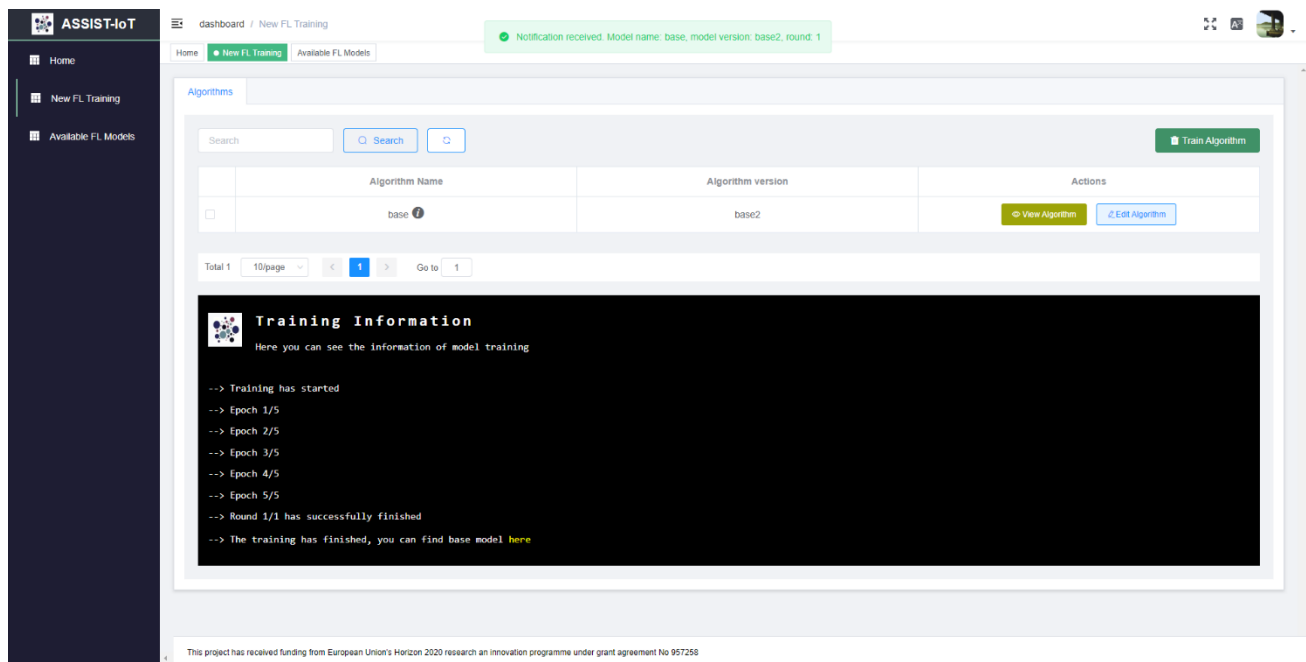 ASSIST-IoT
dashboard / New FL Training
Notification received. Model name: base, model version: base2, round: 1
Home
New FL Training
Available FL Models
Home
New FL Training
Available FL Models
Algorithms
Search
Search
Train Algorithm
Algorithm Name Algorithm version Actions
base base2 View Algorithm Edit Algorithm
Total 1 10/page < 1 > Go to 1
Training Information
Here you can see the information of model training
--> Training has started
--> Epoch 1/5
--> Epoch 2/5
--> Epoch 3/5
--> Epoch 4/5
--> Epoch 5/5
--> Round 1/1 has successfully finished
--> The training has finished, you can find base model here
This project has received funding from European Union's Horizon 2020 research an innovation programme under grant agreement No 957258